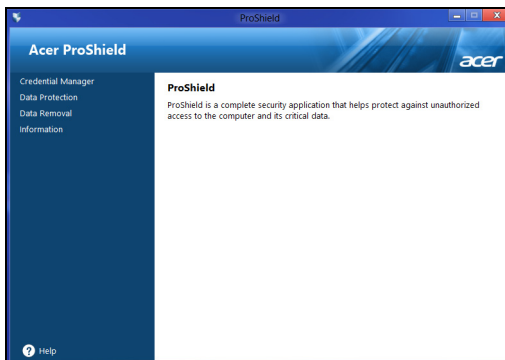 ProShield
Acer ProShield
acer
Credential Manager
Data Protection
Data Removal
Information
ProShield
ProShield is a complete security application that helps protect against unauthorized
access to the computer and its critical data.
? Help